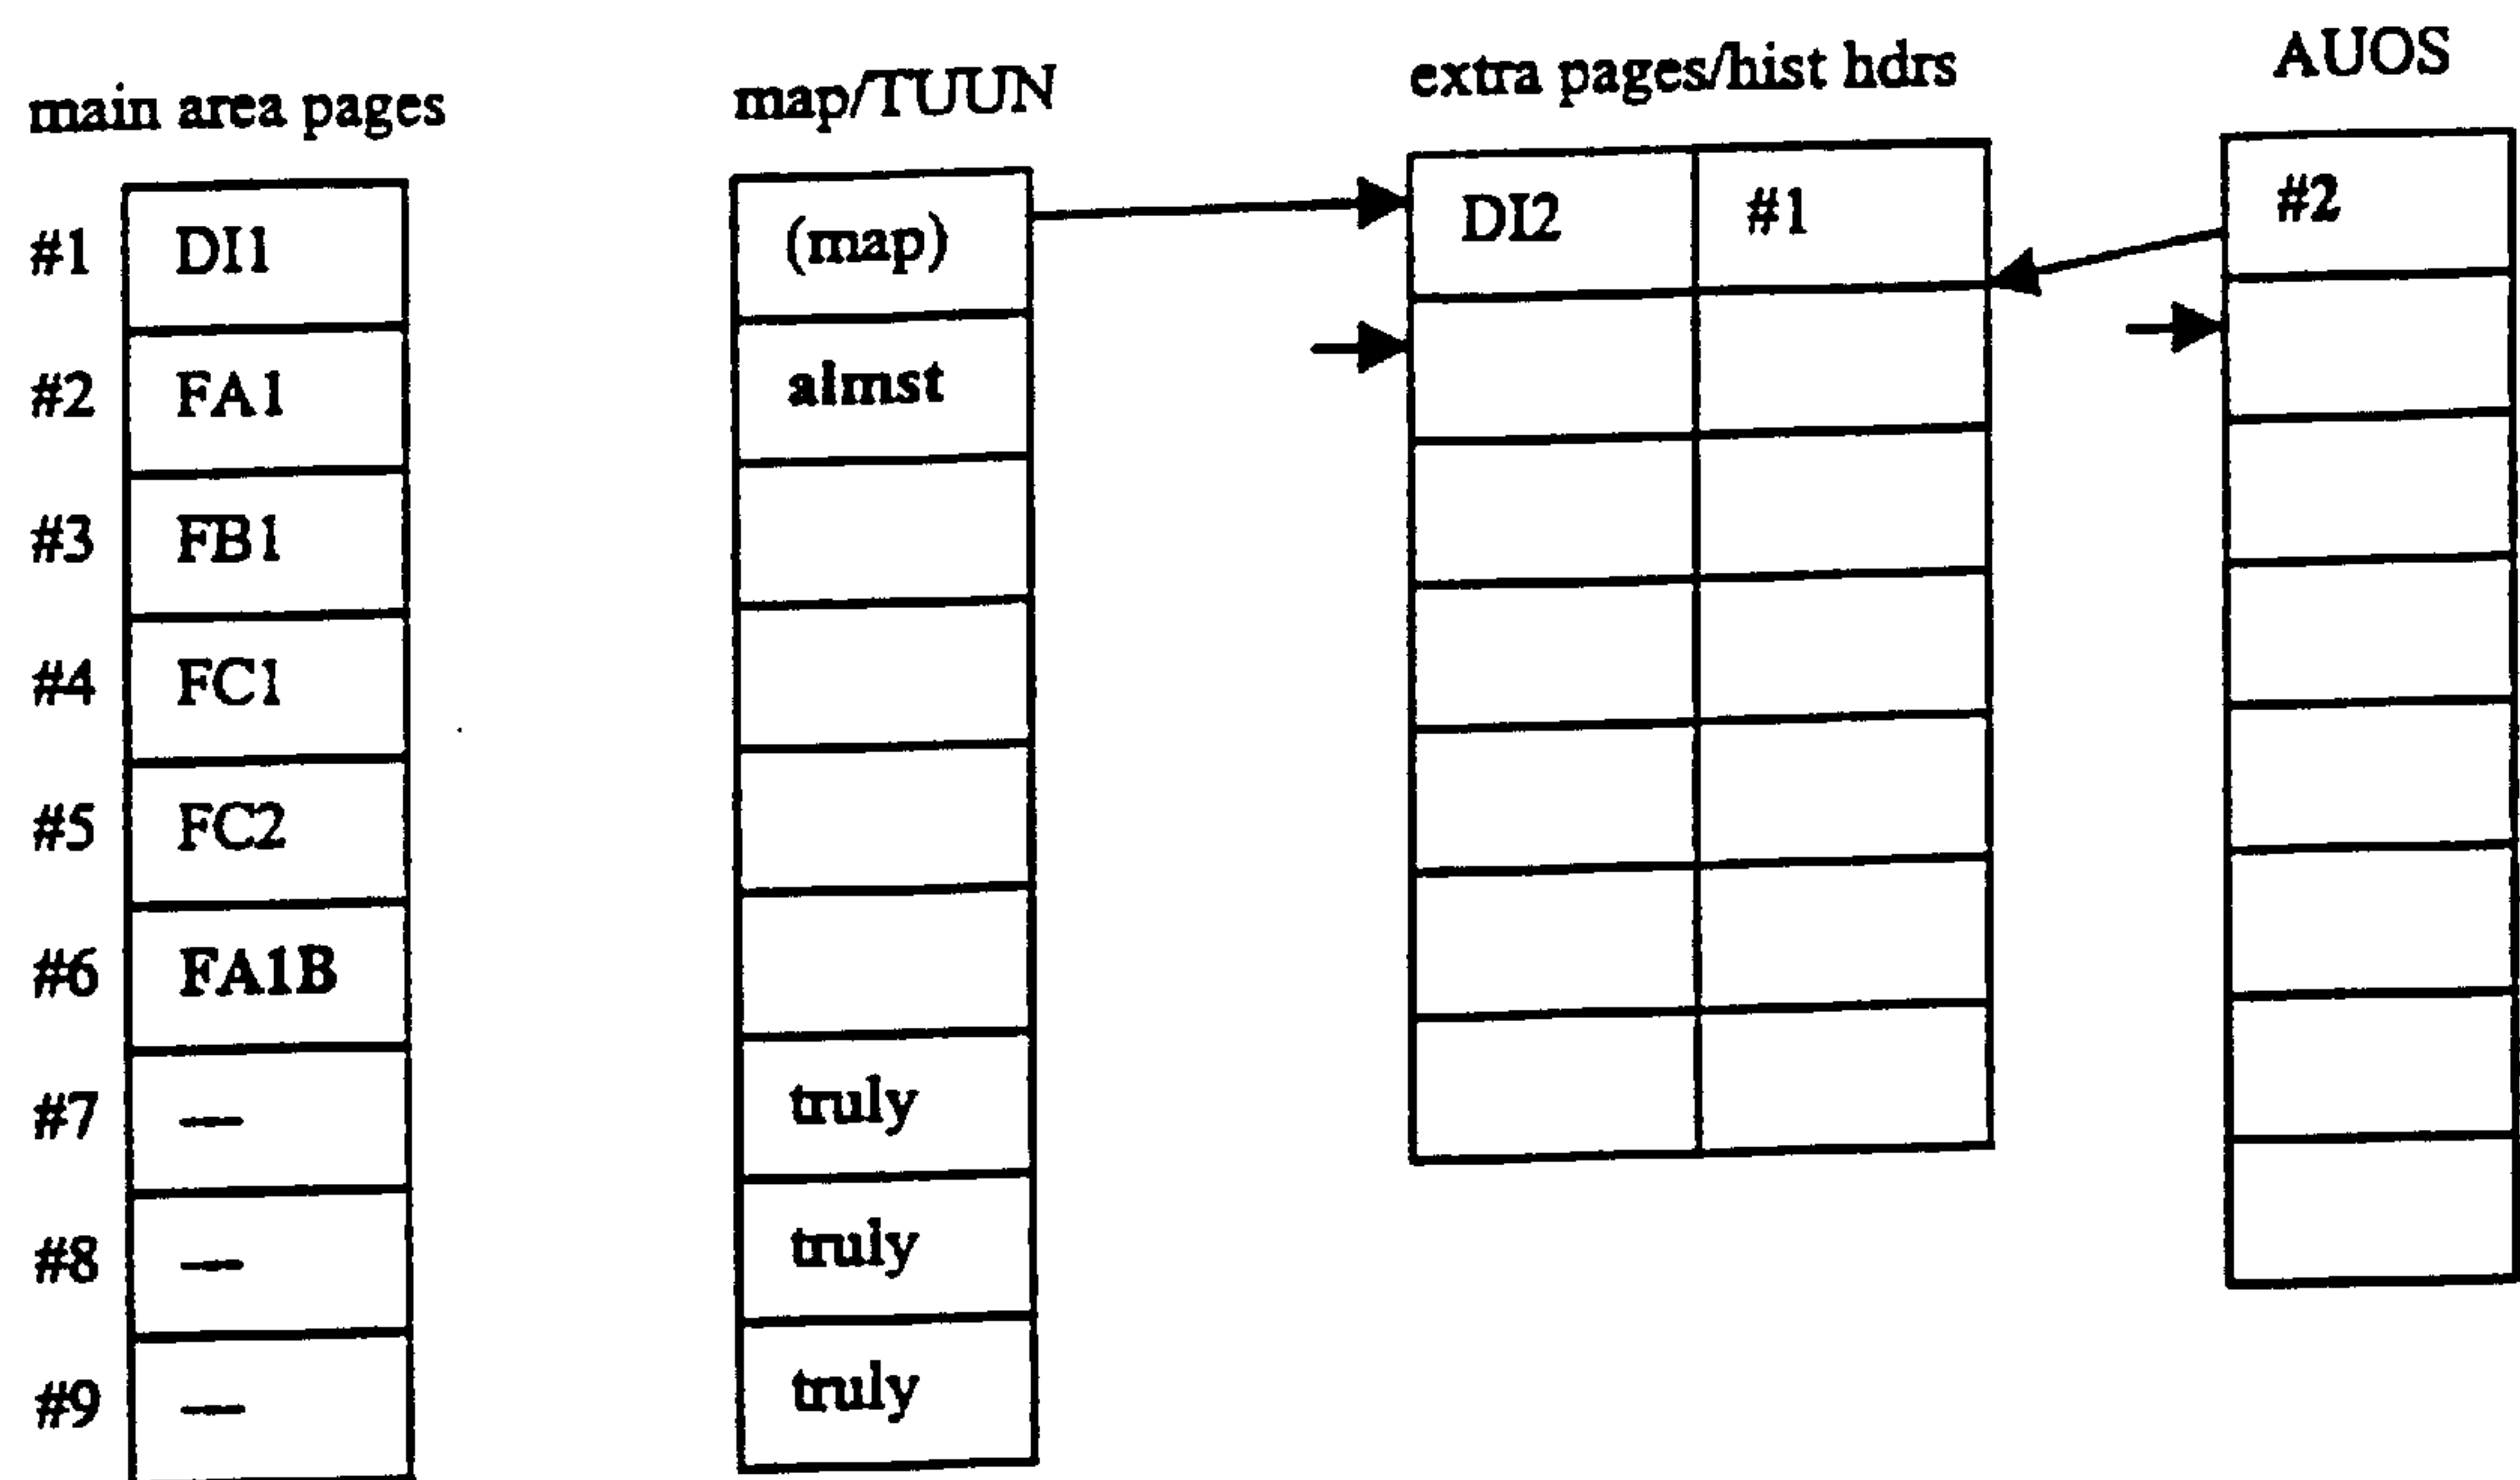 main area pages map/TUUN extra pages/hist hdrs AUOS
#1 DI1 (map) DI2 #1 #2
#2 FA1 almst
#3 FB1
#4 FC1
#5 FC2
#6 FA1B
#7 — truly
#8 — truly
#9 — truly